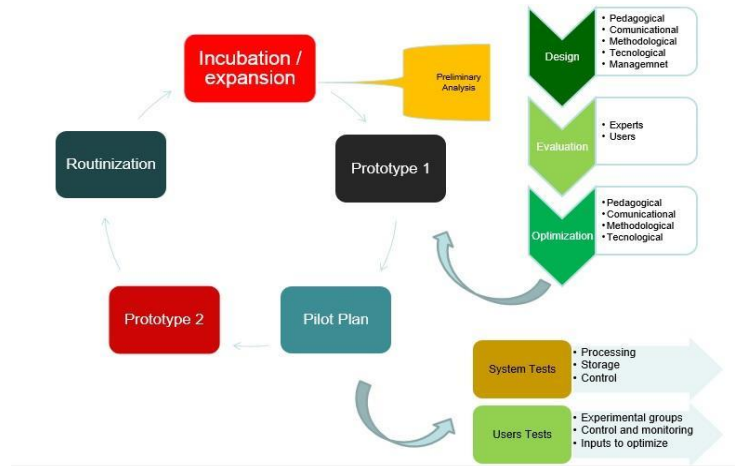 Incubation /
expansion
Preliminary
Analysis
Prototype 1
Pilot Plan
Prototype 2
Routinization
Design
• Pedagogical
• Comunicational
• Methodological
• Tecnological
• Managemnet
Evaluation
• Experts
• Users
Optimization
• Pedagogical
• Comunicational
• Methodological
• Tecnological
System Tests
• Processing
• Storage
• Control
Users Tests
• Experimental groups
• Control and monitoring
• Inputs to optimize